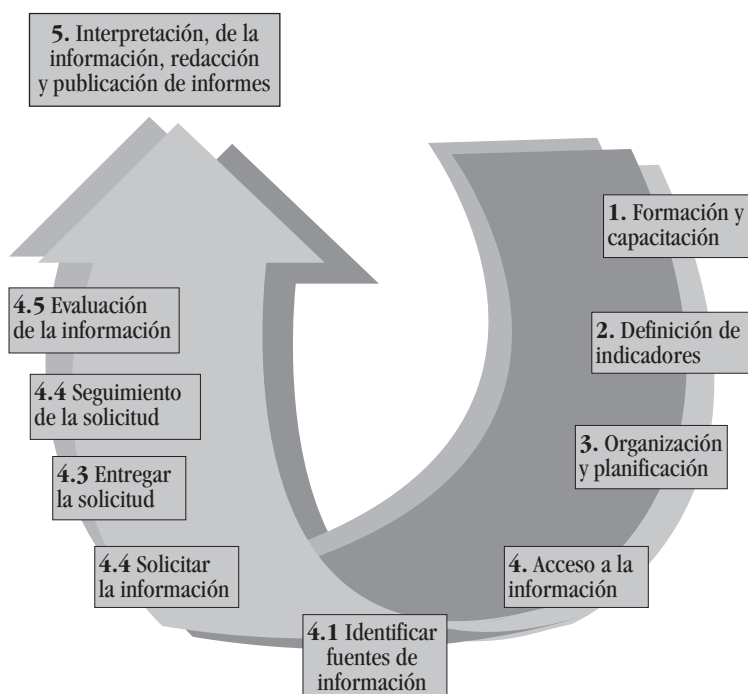 5. Interpretación, de la
información, redacción
y publicación de informes
1. Formación y
capacitación
2. Definición de
indicadores
3. Organización
y planificación
4. Acceso a la
información
4.1 Identificar
fuentes de
información
4.4 Solicitar
la información
4.3 Entregar
la solicitud
4.4 Seguimiento
de la solicitud
4.5 Evaluación
de la información